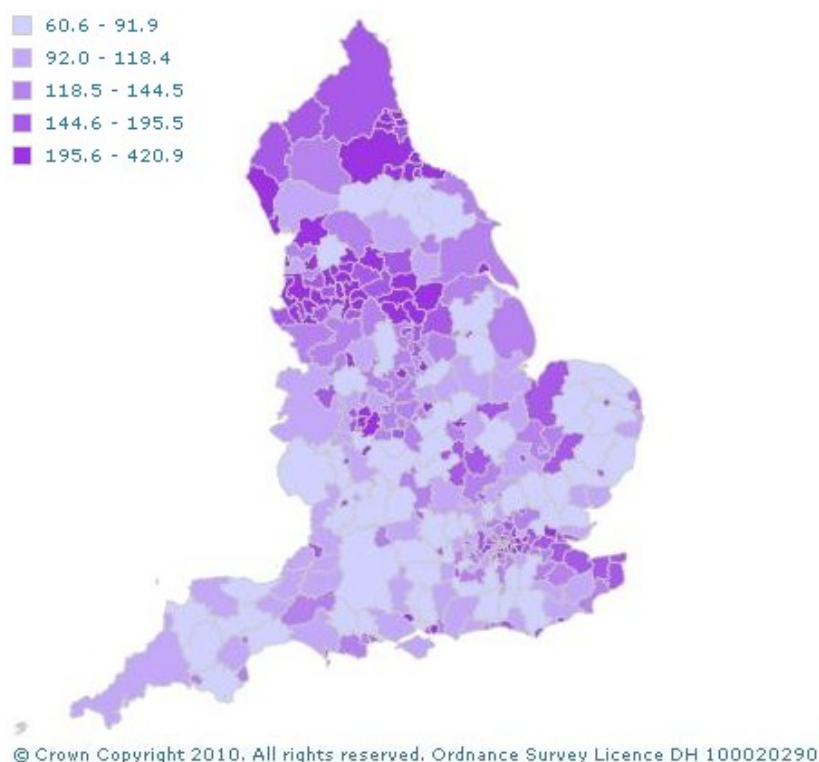 60.6 - 91.9
92.0 - 118.4
118.5 - 144.5
144.6 - 195.5
195.6 - 420.9
© Crown Copyright 2010. All rights reserved. Ordnance Survey Licence DH 100020290